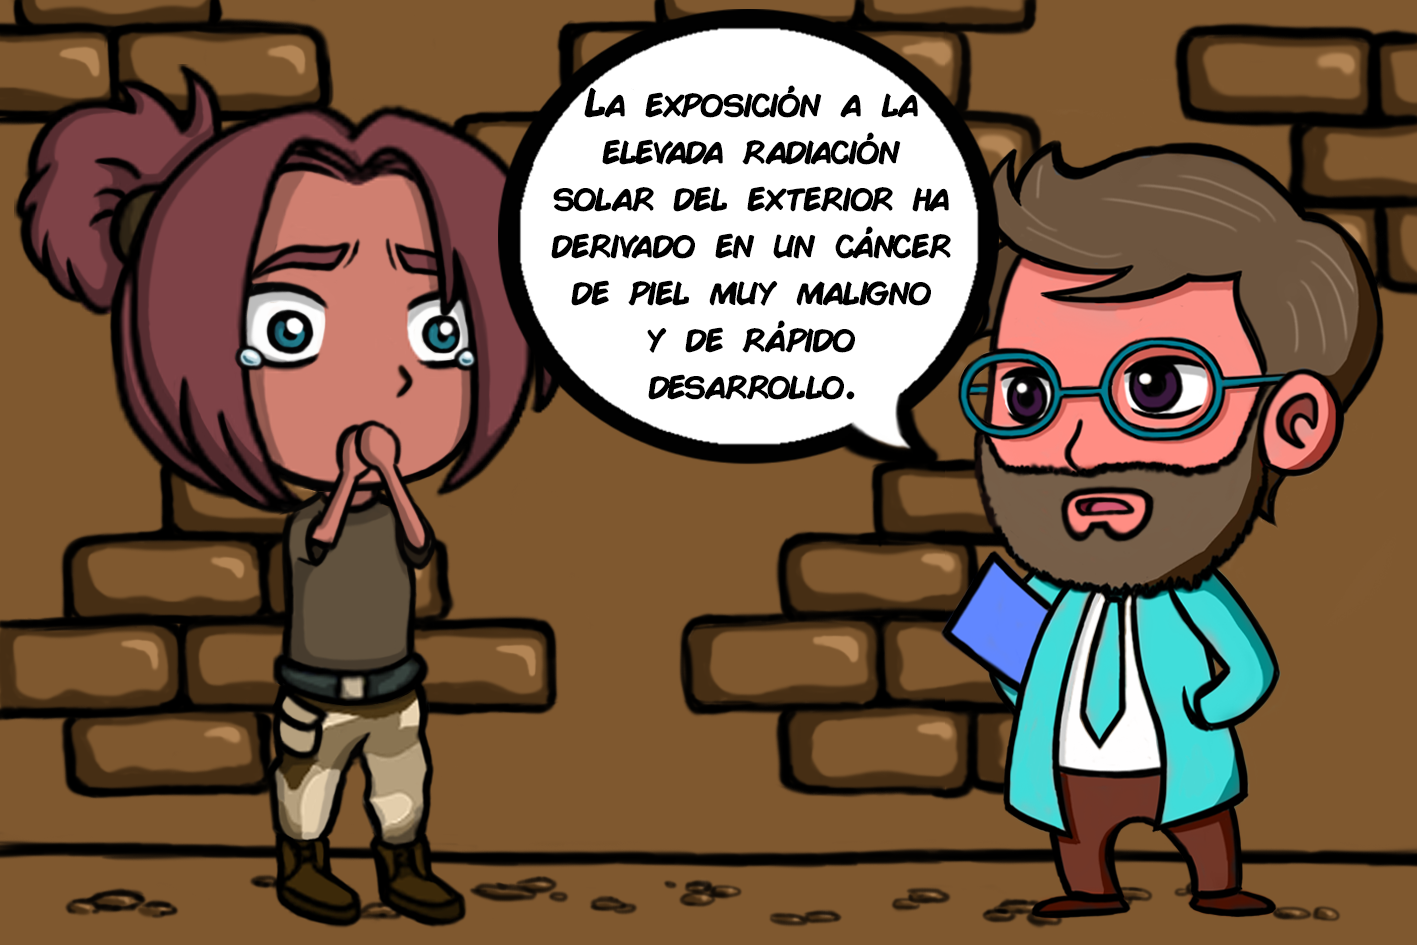 La exposición a la
elevada radiación
solar del exterior ha
derivado en un cáncer
de piel muy maligno
y de rápido
desarrollo.